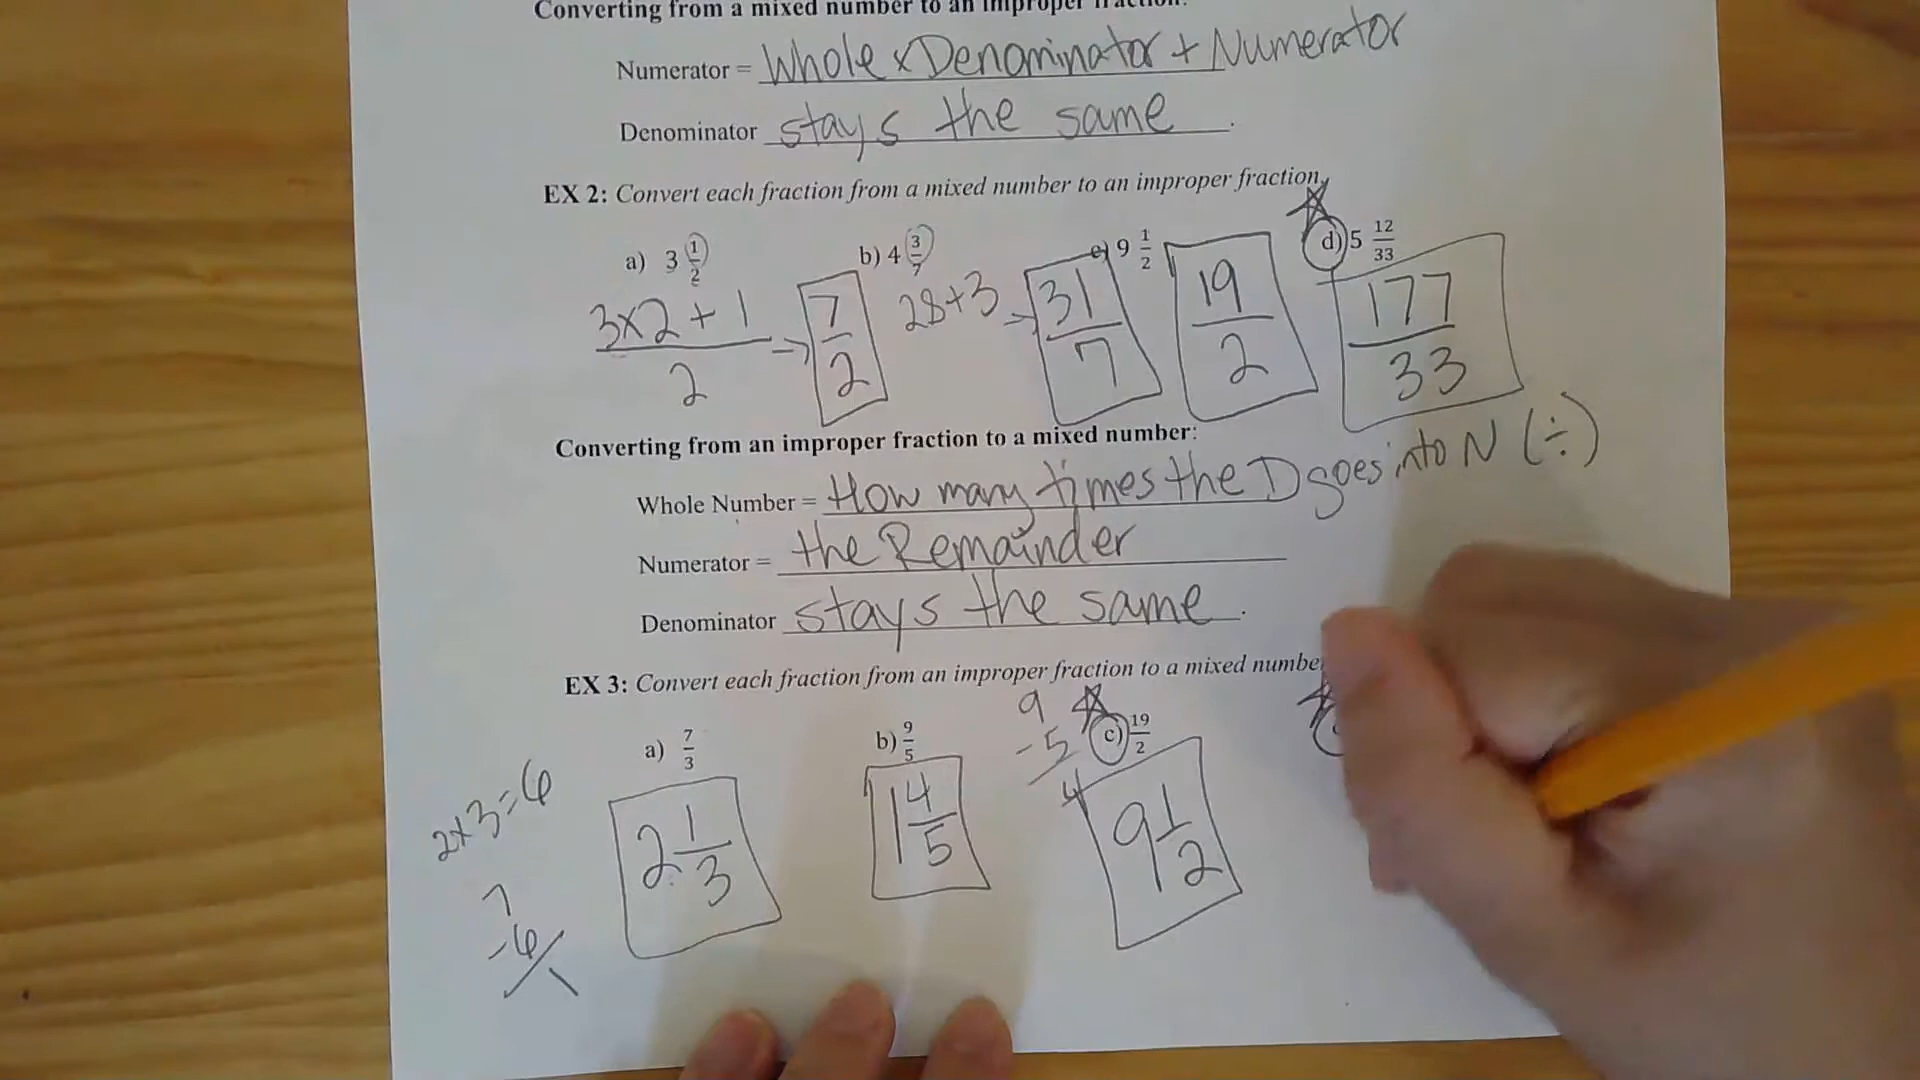 Converting from a mixed number to an improper fraction:
Numerator = Whole x Denominator + Numerator
Denominator stays the same.
EX 2: Convert each fraction from a mixed number to an improper fraction.
a) 3 1/2 b) 4 3/7 c) 9 1/2 d) 5 12/33
3x2 + 1 / 2 → 7/2 28+3 → 31/7 19/2 177/33
Converting from an improper fraction to a mixed number:
Whole Number = How many times the D goes into N (÷)
Numerator = the Remainder
Denominator stays the same.
EX 3: Convert each fraction from an improper fraction to a mixed number
a) 7/3 b) 9/5 c) 19/2
9
- 5
4
2x3=6
2 1/3 1 4/5 9 1/2
7
-6
1